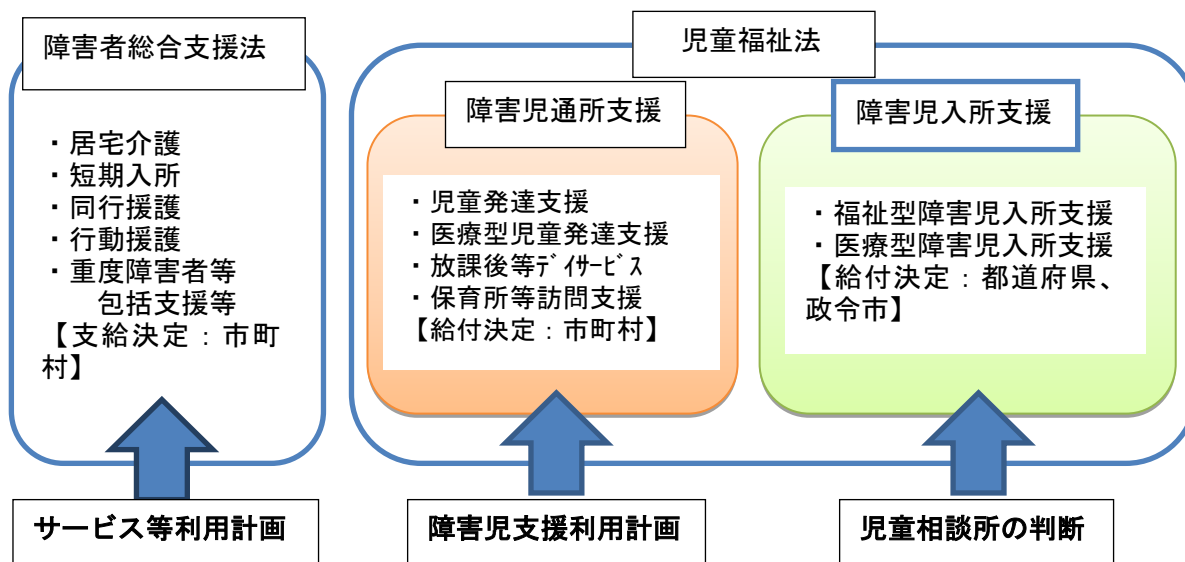 障害者総合支援法
・居宅介護
・短期入所
・同行援護
・行動援護
・重度障害者等
包括支援等
【支給決定：市町
村】
サービス等利用計画
児童福祉法
障害児通所支援
・児童発達支援
・医療型児童発達支援
・放課後等ﾃﾞｲｻｰﾋﾞｽ
・保育所等訪問支援
【給付決定：市町村】
障害児支援利用計画
障害児入所支援
・福祉型障害児入所支援
・医療型障害児入所支援
【給付決定：都道府県、
政令市】
児童相談所の判断